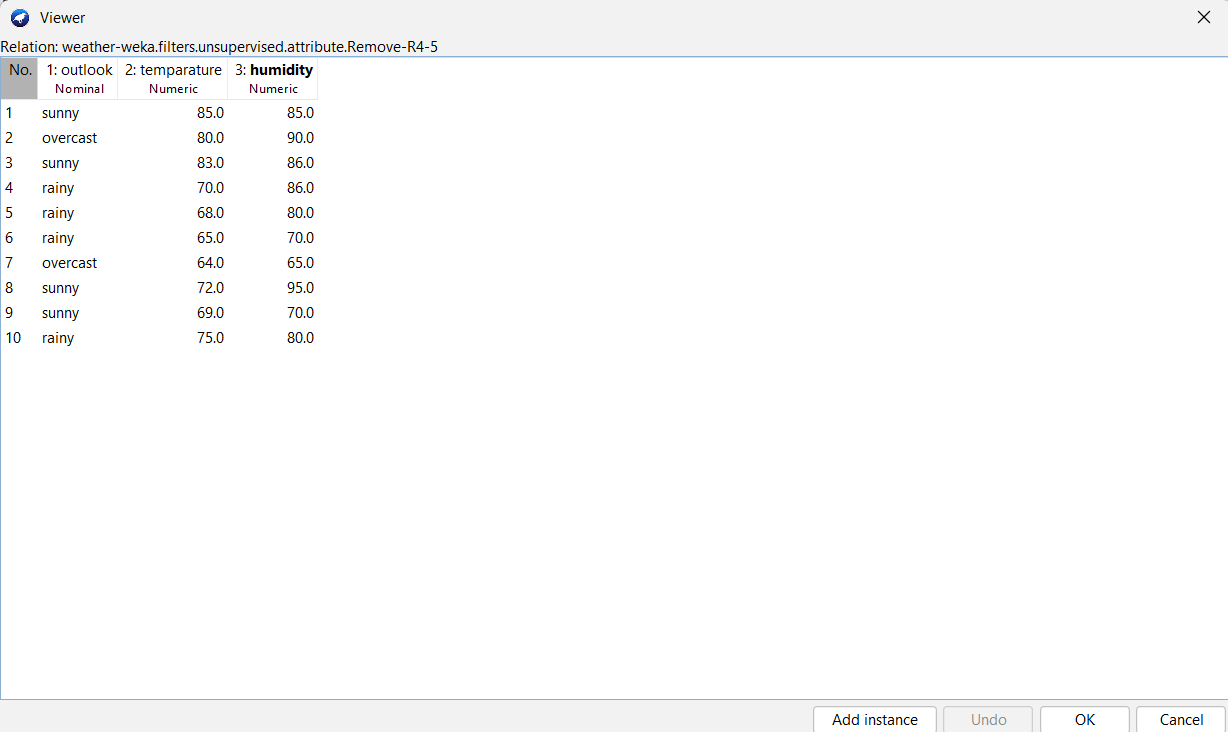 Viewer
Relation: weather-weka.filters.unsupervised.attribute.Remove-R4-5
No. 1: outlook 2: temparature 3: humidity
Nominal Numeric Numeric
1 sunny 85.0 85.0
2 overcast 80.0 90.0
3 sunny 83.0 86.0
4 rainy 70.0 86.0
5 rainy 68.0 80.0
6 rainy 65.0 70.0
7 overcast 64.0 65.0
8 sunny 72.0 95.0
9 sunny 69.0 70.0
10 rainy 75.0 80.0
Add instance Undo OK Cancel